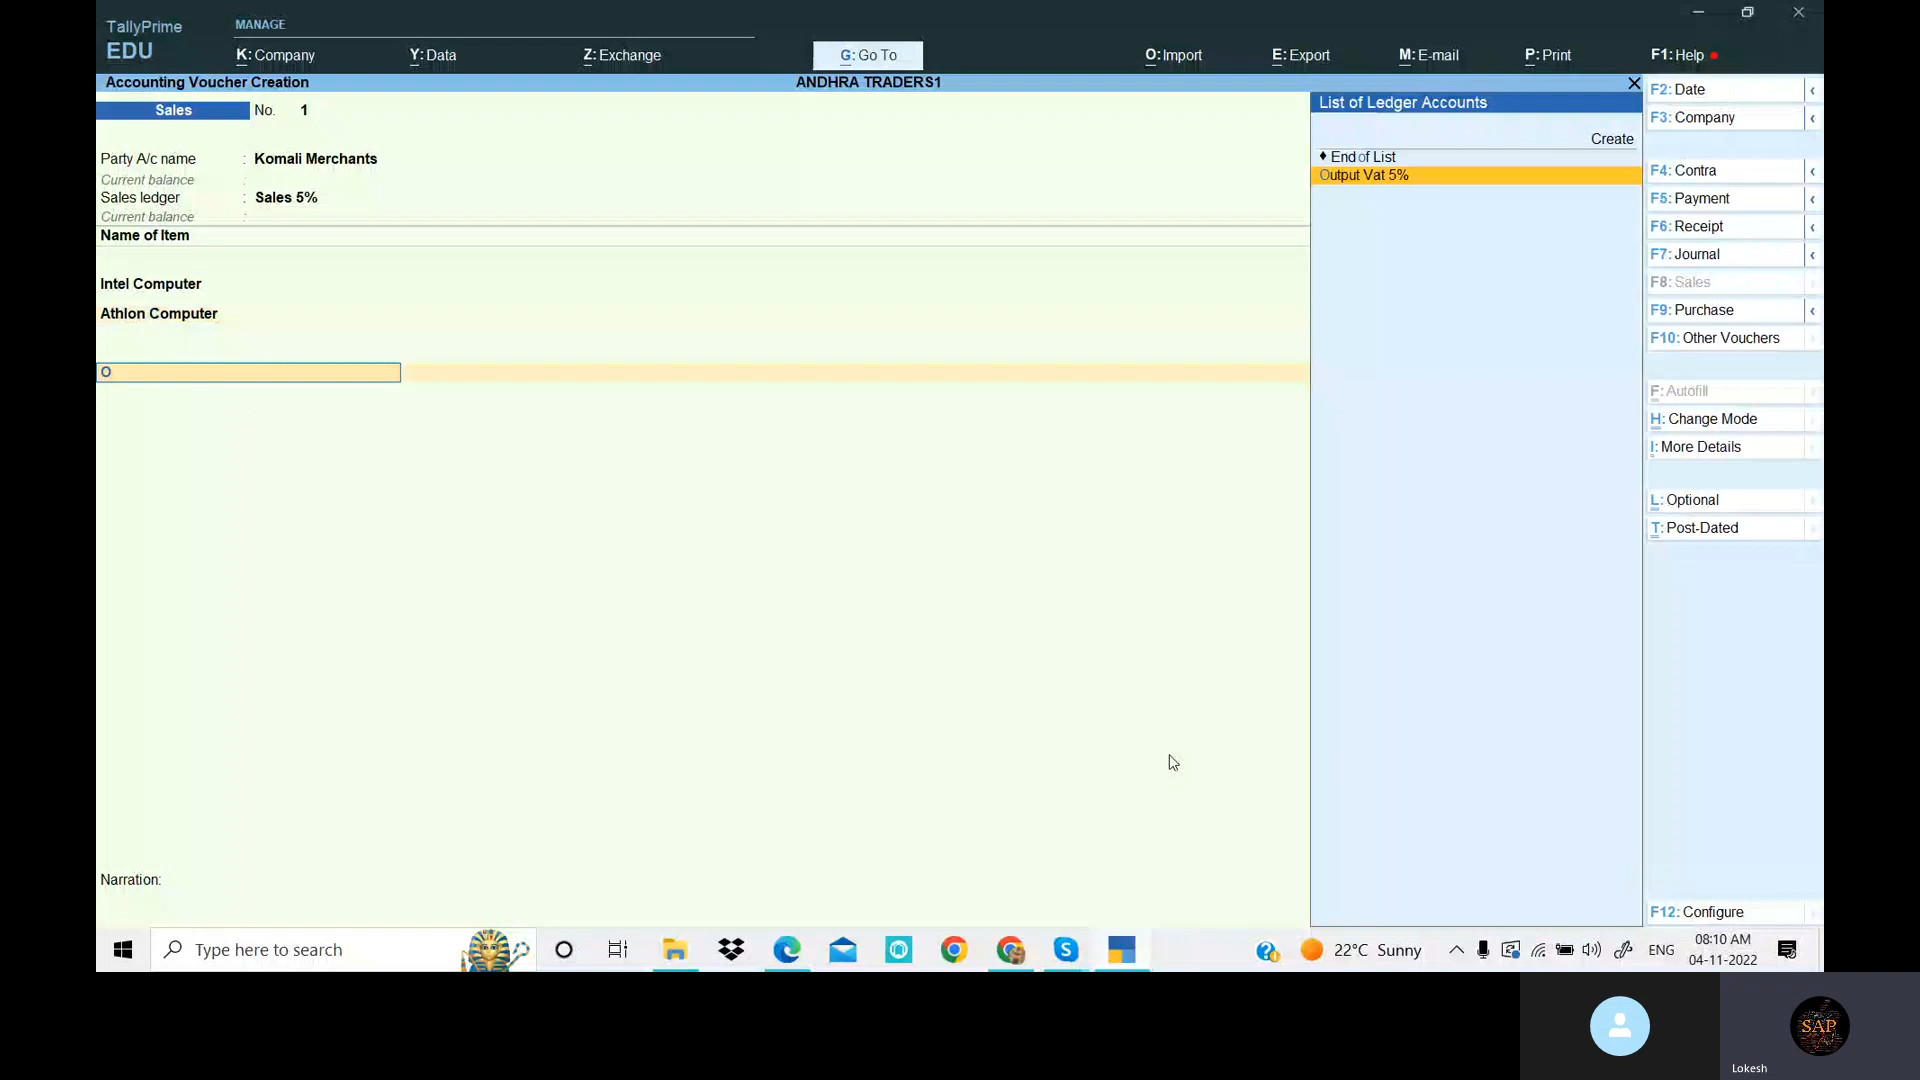 TallyPrime
EDU
MANAGE
K: Company
Y: Data
Z: Exchange
G: Go To
O: Import
E: Export
M: E-mail
P: Print
F1: Help
Accounting Voucher Creation
ANDHRA TRADERS1
Sales
No. 1
Party A/c name : Komali Merchants
Current balance :
Sales ledger : Sales 5%
Current balance :
Name of Item
Intel Computer
Athlon Computer
O
Narration:
List of Ledger Accounts
Create
♦ End of List
Output Vat 5%
F2: Date
F3: Company
F4: Contra
F5: Payment
F6: Receipt
F7: Journal
F8: Sales
F9: Purchase
F10: Other Vouchers
F: Autofill
H: Change Mode
I: More Details
L: Optional
T: Post-Dated
F12: Configure
Type here to search
22°C Sunny
ENG
08:10 AM
04-11-2022
SAP
Lokesh